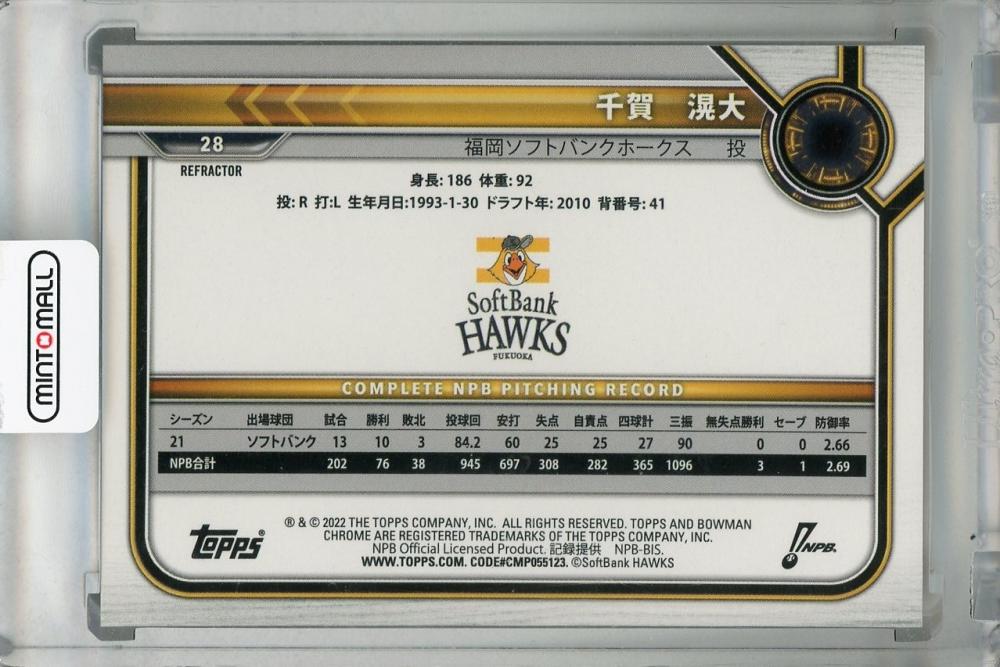 千賀 滉大
28
福岡ソフトバンクホークス 投
REFRACTOR
身長: 186 体重: 92
投: R 打:L 生年月日:1993-1-30 ドラフト年: 2010 背番号: 41
SoftBank
HAWKS
FUKUOKA
MINTOMALL
COMPLETE NPB PITCHING RECORD
シーズン 出場球団 試合 勝利 敗北 投球回 安打 失点 自責点 四球計 三振 無失点勝利 セーブ 防御率
21 ソフトバンク 13 10 3 84.2 60 25 25 27 90 0 0 2.66
NPB合計 202 76 38 945 697 308 282 365 1096 3 1 2.69
Topps®
® & © 2022 THE TOPPS COMPANY, INC. ALL RIGHTS RESERVED. TOPPS AND BOWMAN
CHROME ARE REGISTERED TRADEMARKS OF THE TOPPS COMPANY, INC.
NPB Official Licensed Product. 記録提供 NPB-BIS.
WWW.TOPPS.COM. CODE#CMP055123. ©SoftBank HAWKS
NPB.